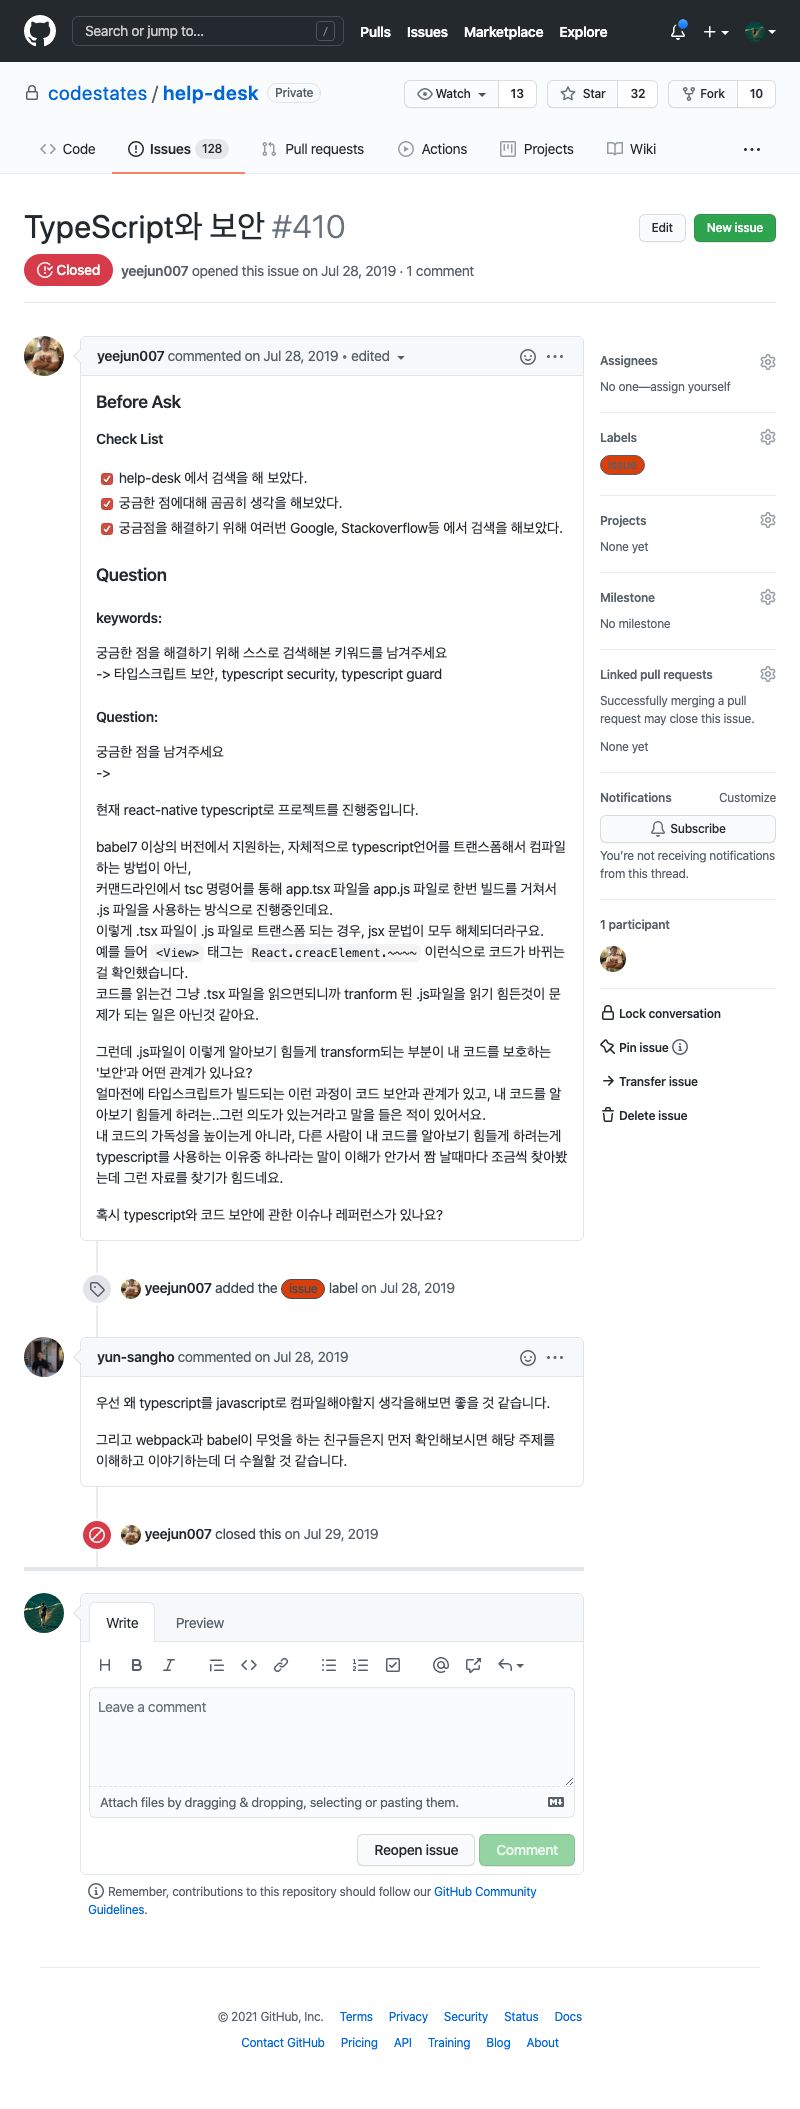 Search or jump to...
/
Pulls
Issues
Marketplace
Explore
codestates / help-desk
Private
Watch
13
Star
32
Fork
10
Code
Issues 128
Pull requests
Actions
Projects
Wiki
TypeScript와 보안 #410
Edit
New issue
Closed
yeejun007 opened this issue on Jul 28, 2019 · 1 comment
yeejun007 commented on Jul 28, 2019 • edited
Before Ask
Check List
help-desk 에서 검색을 해 보았다.
궁금한 점에대해 곰곰히 생각을 해보았다.
궁금점을 해결하기 위해 여러번 Google, Stackoverflow등 에서 검색을 해보았다.
Question
keywords:
궁금한 점을 해결하기 위해 스스로 검색해본 키워드를 남겨주세요
-> 타입스크립트 보안, typescript security, typescript guard
Question:
궁금한 점을 남겨주세요
->
현재 react-native typescript로 프로젝트를 진행중입니다.
babel7 이상의 버전에서 지원하는, 자체적으로 typescript언어를 트랜스폼해서 컴파일
하는 방법이 아닌,
커맨드라인에서 tsc 명령어를 통해 app.tsx 파일을 app.js 파일로 한번 빌드를 거쳐서
.js 파일을 사용하는 방식으로 진행중인데요.
이렇게 .tsx 파일이 .js 파일로 트랜스폼 되는 경우, jsx 문법이 모두 해체되더라구요.
예를 들어 <View> 태그는 React.creacElement.~~~~ 이런식으로 코드가 바뀌는
걸 확인했습니다.
코드를 읽는건 그냥 .tsx 파일을 읽으면되니까 tranform 된 .js파일을 읽기 힘든것이 문
제가 되는 일은 아닌것 같아요.
그런데 .js파일이 이렇게 알아보기 힘들게 transform되는 부분이 내 코드를 보호하는
'보안'과 어떤 관계가 있나요?
얼마전에 타입스크립트가 빌드되는 이런 과정이 코드 보안과 관계가 있고, 내 코드를 알
아보기 힘들게 하려는..그런 의도가 있는거라고 말을 들은 적이 있어서요.
내 코드의 가독성을 높이는게 아니라, 다른 사람이 내 코드를 알아보기 힘들게 하려는게
typescript를 사용하는 이유중 하나라는 말이 이해가 안가서 짬 날때마다 조금씩 찾아봤
는데 그런 자료를 찾기가 힘드네요.
혹시 typescript와 코드 보안에 관한 이슈나 레퍼런스가 있나요?
Assignees
No one—assign yourself
Labels
issue
Projects
None yet
Milestone
No milestone
Linked pull requests
Successfully merging a pull
request may close this issue.
None yet
Notifications
Customize
Subscribe
You're not receiving notifications
from this thread.
1 participant
Lock conversation
Pin issue
Transfer issue
Delete issue
yeejun007 added the issue label on Jul 28, 2019
yun-sangho commented on Jul 28, 2019
우선 왜 typescript를 javascript로 컴파일해야할지 생각을해보면 좋을 것 같습니다.
그리고 webpack과 babel이 무엇을 하는 친구들은지 먼저 확인해보시면 해당 주제를
이해하고 이야기하는데 더 수월할 것 같습니다.
yeejun007 closed this on Jul 29, 2019
Write
Preview
Leave a comment
Attach files by dragging & dropping, selecting or pasting them.
Reopen issue
Comment
Remember, contributions to this repository should follow our GitHub Community
Guidelines.
© 2021 GitHub, Inc.
Terms
Privacy
Security
Status
Docs
Contact GitHub
Pricing
API
Training
Blog
About